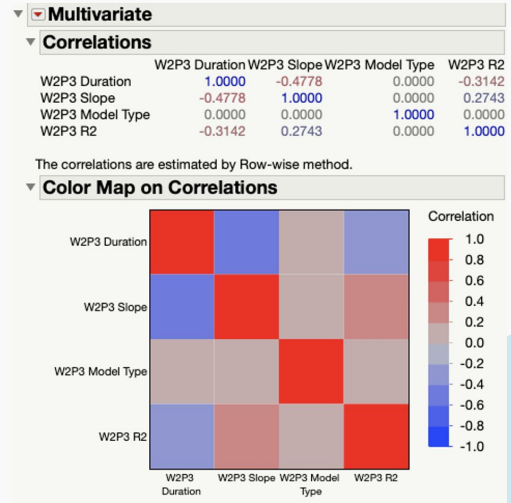 Multivariate
Correlations
W2P3 Duration W2P3 Slope W2P3 Model Type W2P3 R2
W2P3 Duration 1.0000 -0.4778 0.0000 -0.3142
W2P3 Slope -0.4778 1.0000 0.0000 0.2743
W2P3 Model Type 0.0000 0.0000 1.0000 0.0000
W2P3 R2 -0.3142 0.2743 0.0000 1.0000
The correlations are estimated by Row-wise method.
Color Map on Correlations
Correlation
1.0
0.8
0.6
0.4
0.2
0.0
-0.2
-0.4
-0.6
-0.8
-1.0
W2P3 Duration
W2P3 Slope
W2P3 Model Type
W2P3 R2
W2P3 Duration
W2P3 Slope
W2P3 Model Type
W2P3 R2